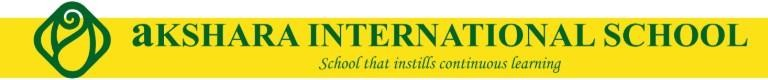 aKSHARA INTERNATIONAL SCHOOL
School that instills continuous learning